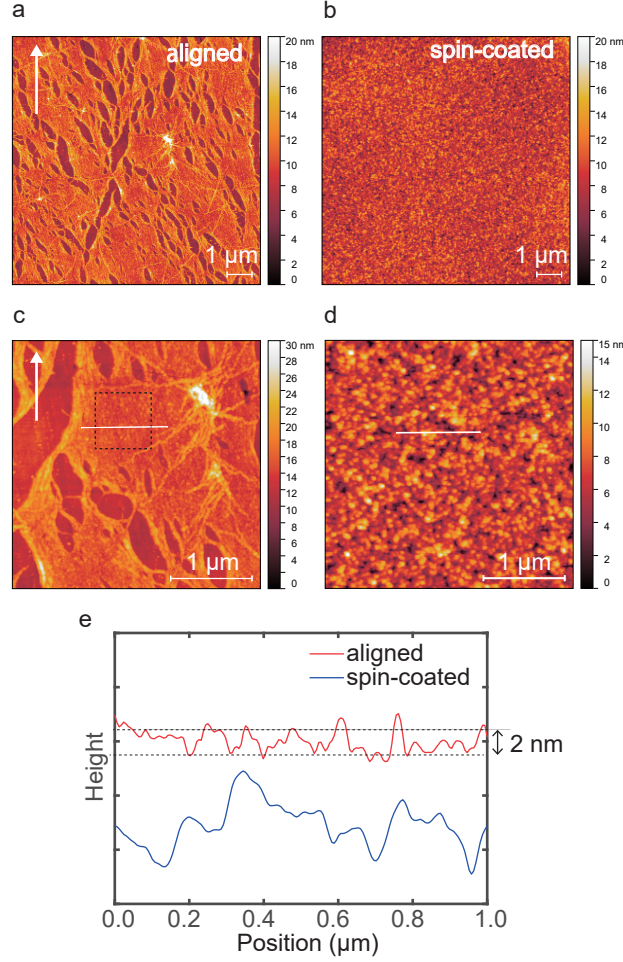 a
b
aligned
20 nm
18
16
14
12
10
8
6
4
2
0
1 µm
spin-coated
20 nm
18
16
14
12
10
8
6
4
2
0
1 µm
c
d
30 nm
28
26
24
22
20
18
16
14
12
10
8
6
4
2
0
1 µm
15 nm
14
12
10
8
6
4
2
0
1 µm
e
aligned
spin-coated
2 nm
Height
0.0 0.2 0.4 0.6 0.8 1.0
Position (µm)